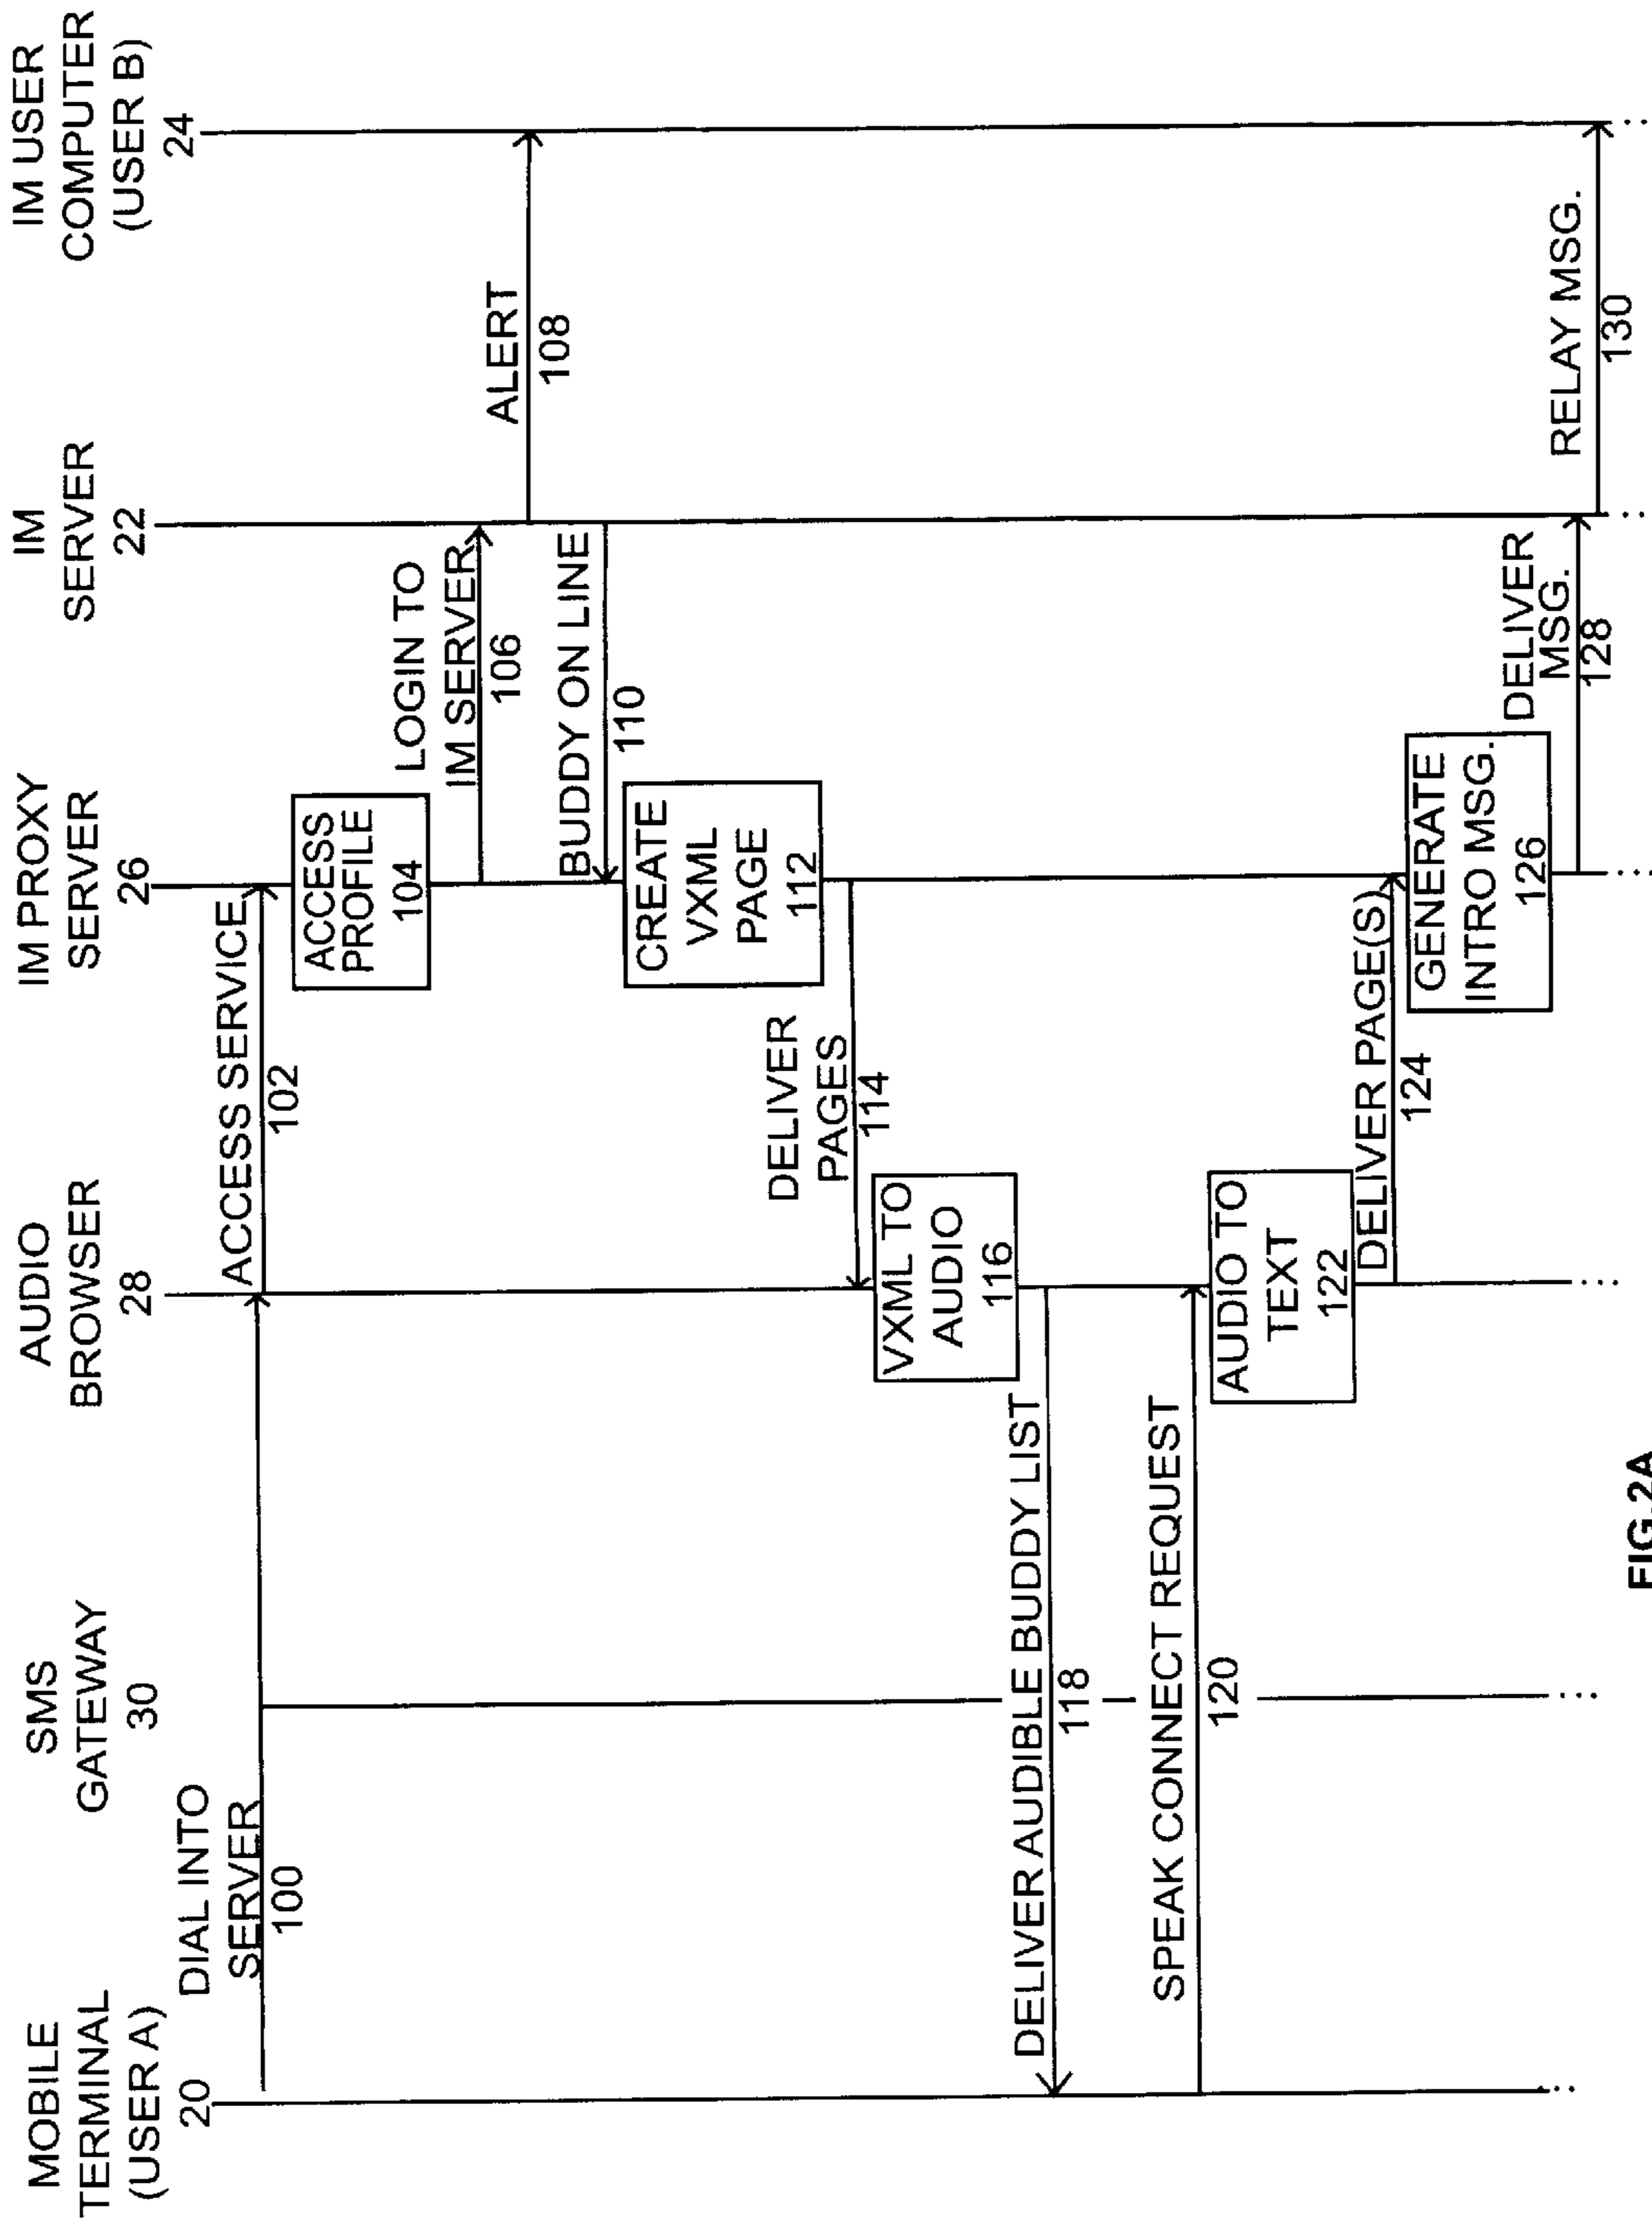 MOBILE
TERMINAL
(USER A)
20
SMS
GATEWAY
30
AUDIO
BROWSER
28
IM PROXY
SERVER
26
IM
SERVER
22
IM USER
COMPUTER
(USER B)
24
DIAL INTO
SERVER
100
ACCESS SERVICE
102
ACCESS
PROFILE
104
LOGIN TO
IM SERVER
106
ALERT
108
BUDDY ON LINE
110
CREATE
VXML
PAGE
112
DELIVER
PAGES
114
VXML TO
AUDIO
116
DELIVER AUDIBLE BUDDY LIST
118
SPEAK CONNECT REQUEST
120
AUDIO TO
TEXT
122
DELIVER PAGE(S)
124
GENERATE
INTRO MSG.
126
DELIVER
MSG.
128
RELAY MSG.
130
FIG.2A